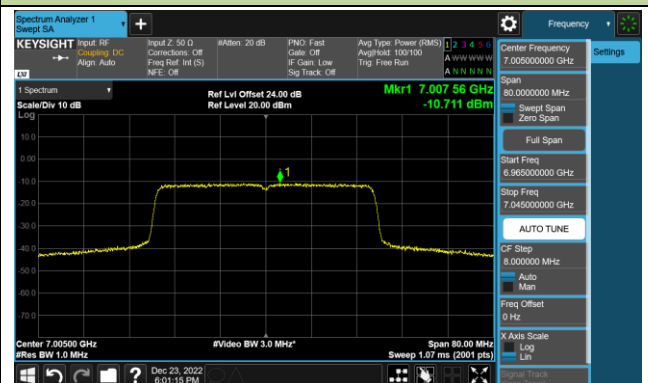 Spectrum Analyzer 1
Swept SA
Frequency
KEYSIGHT
Input: RF
Coupling: DC
Align: Auto
Input Z: 50 Ω
Corrections: Off
Freq Ref: Int (S)
NFE: Off
#Atten: 20 dB
PNO: Fast
Gate: Off
IF Gain: Low
Sig Track: Off
Avg Type: Power (RMS)
Avg|Hold: 100/100
Trig: Free Run
1 2 3 4 5 6
A W W W W W
A N N N N N
LXI
1 Spectrum
Scale/Div 10 dB
Log
Ref Lvl Offset 24.00 dB
Ref Level 20.00 dBm
Mkr1 7.007 56 GHz
-10.711 dBm
1
10.0
0.00
-10.0
-20.0
-30.0
-40.0
-50.0
-60.0
-70.0
Center 7.00500 GHz
#Res BW 1.0 MHz
#Video BW 3.0 MHz*
Span 80.00 MHz
Sweep 1.07 ms (2001 pts)
Dec 23, 2022
6:01:15 PM
Center Frequency
7.005000000 GHz
Settings
Span
80.0000000 MHz
Swept Span
Zero Span
Full Span
Start Freq
6.965000000 GHz
Stop Freq
7.045000000 GHz
AUTO TUNE
CF Step
8.000000 MHz
Auto
Man
Freq Offset
0 Hz
X Axis Scale
Log
Lin
Signal Track